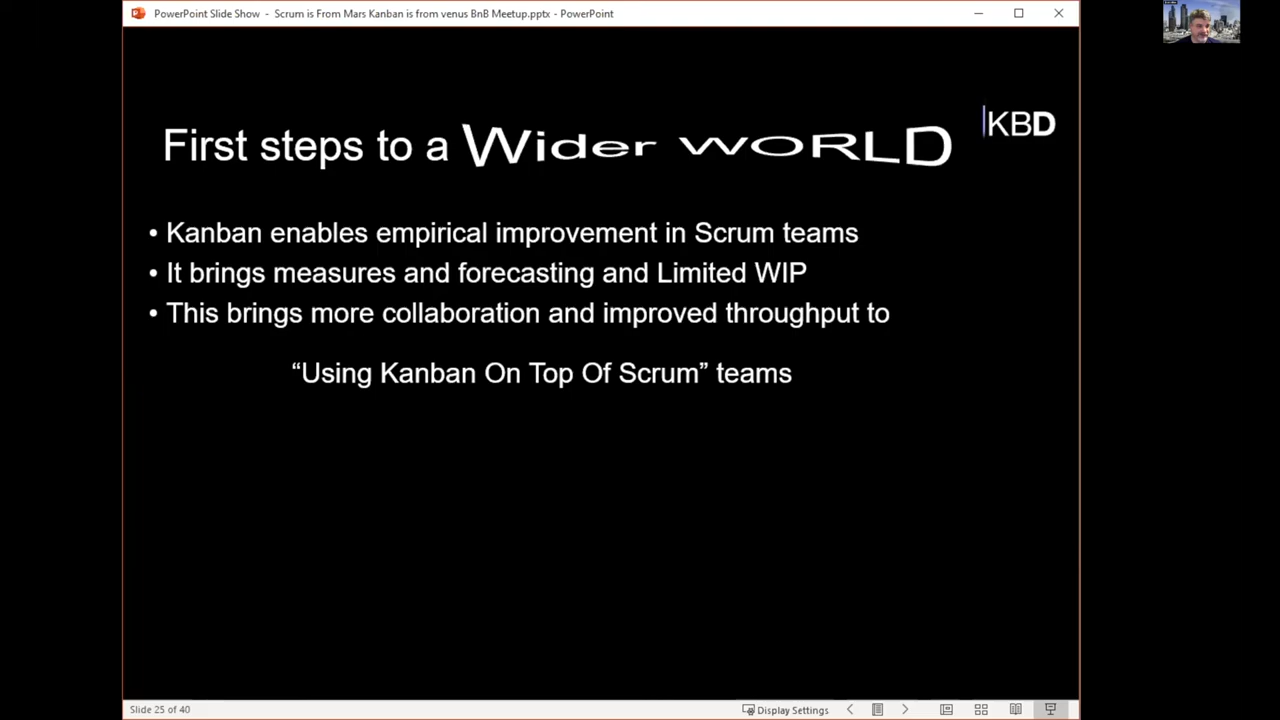 PowerPoint Slide Show - Scrum is From Mars Kanban is from venus BnB Meetup.pptx - PowerPoint
First steps to a Wider WORLD
KBD
• Kanban enables empirical improvement in Scrum teams
• It brings measures and forecasting and Limited WIP
• This brings more collaboration and improved throughput to
“Using Kanban On Top Of Scrum” teams
Slide 25 of 40
Display Settings